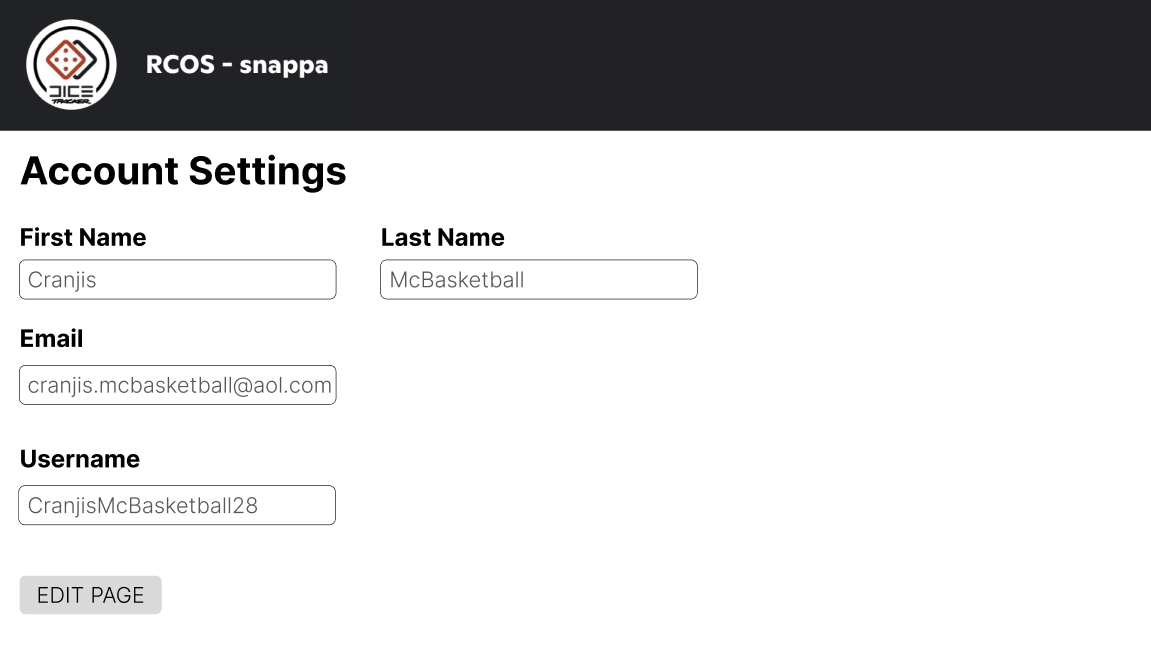 DICE
TRACKER
RCOS - snappa
Account Settings
First Name
Last Name
Cranjis
McBasketball
Email
cranjis.mcbasketball@aol.com
Username
CranjisMcBasketball28
EDIT PAGE